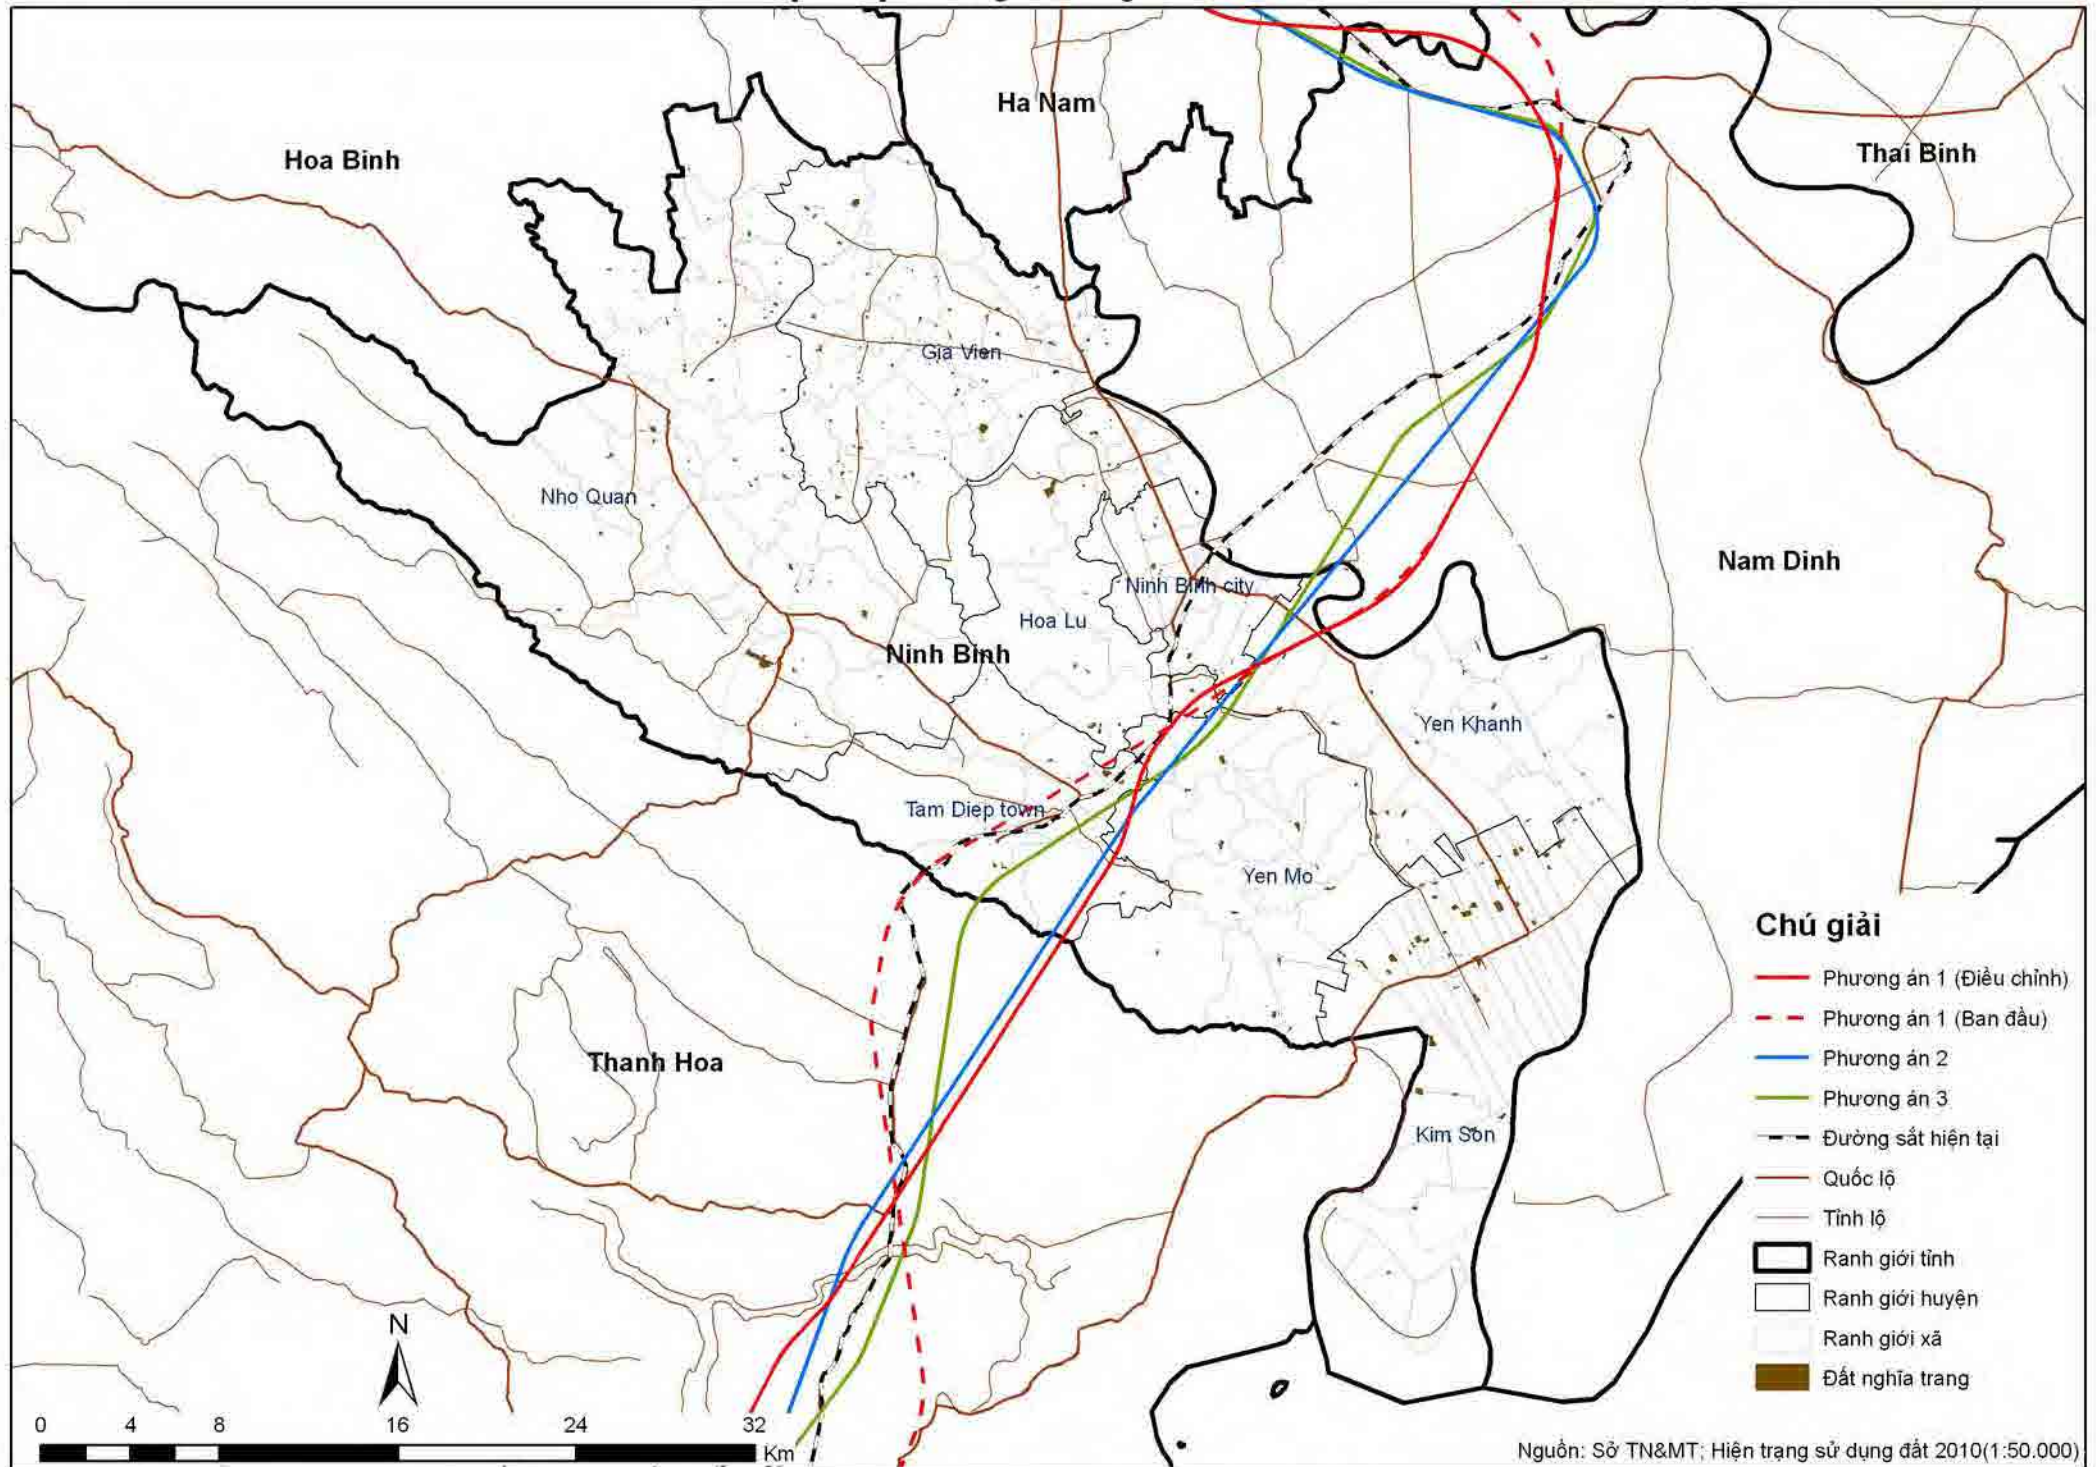 Ha Nam
Hoa Binh
Thai Binh
Gia Vien
Nho Quan
Ninh Binh city
Nam Dinh
Hoa Lu
Ninh Binh
Yen Khanh
Tam Diep town
Yen Mo
Thanh Hoa
Kim Son
Chú giải
Phương án 1 (Điều chỉnh)
Phương án 1 (Ban đầu)
Phương án 2
Phương án 3
Đường sắt hiện tại
Quốc lộ
Tỉnh lộ
Ranh giới tỉnh
Ranh giới huyện
Ranh giới xã
Đất nghĩa trang
N
0 4 8 16 24 32
Km
Nguồn: Sở TN&MT; Hiện trạng sử dụng đất 2010(1:50.000)